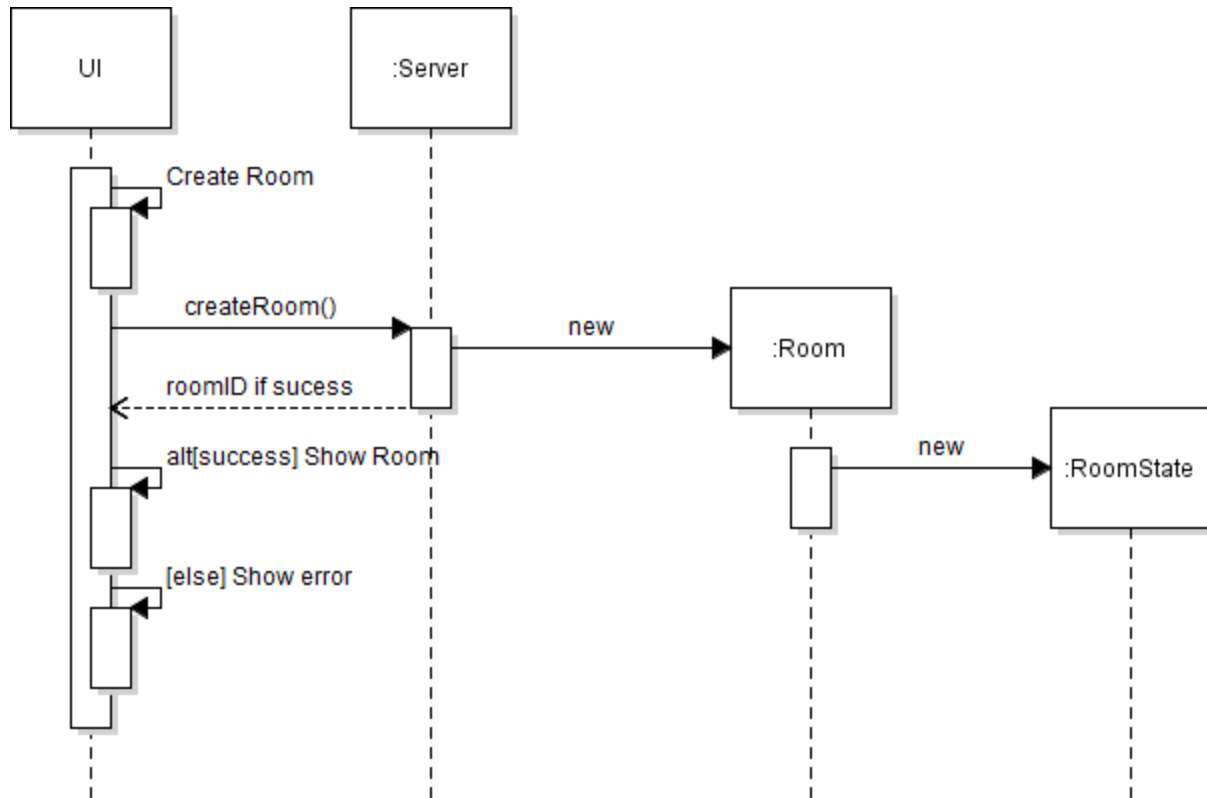 UI
:Server
Create Room
createRoom()
new
:Room
roomID if sucess
alt[success] Show Room
new
:RoomState
[else] Show error